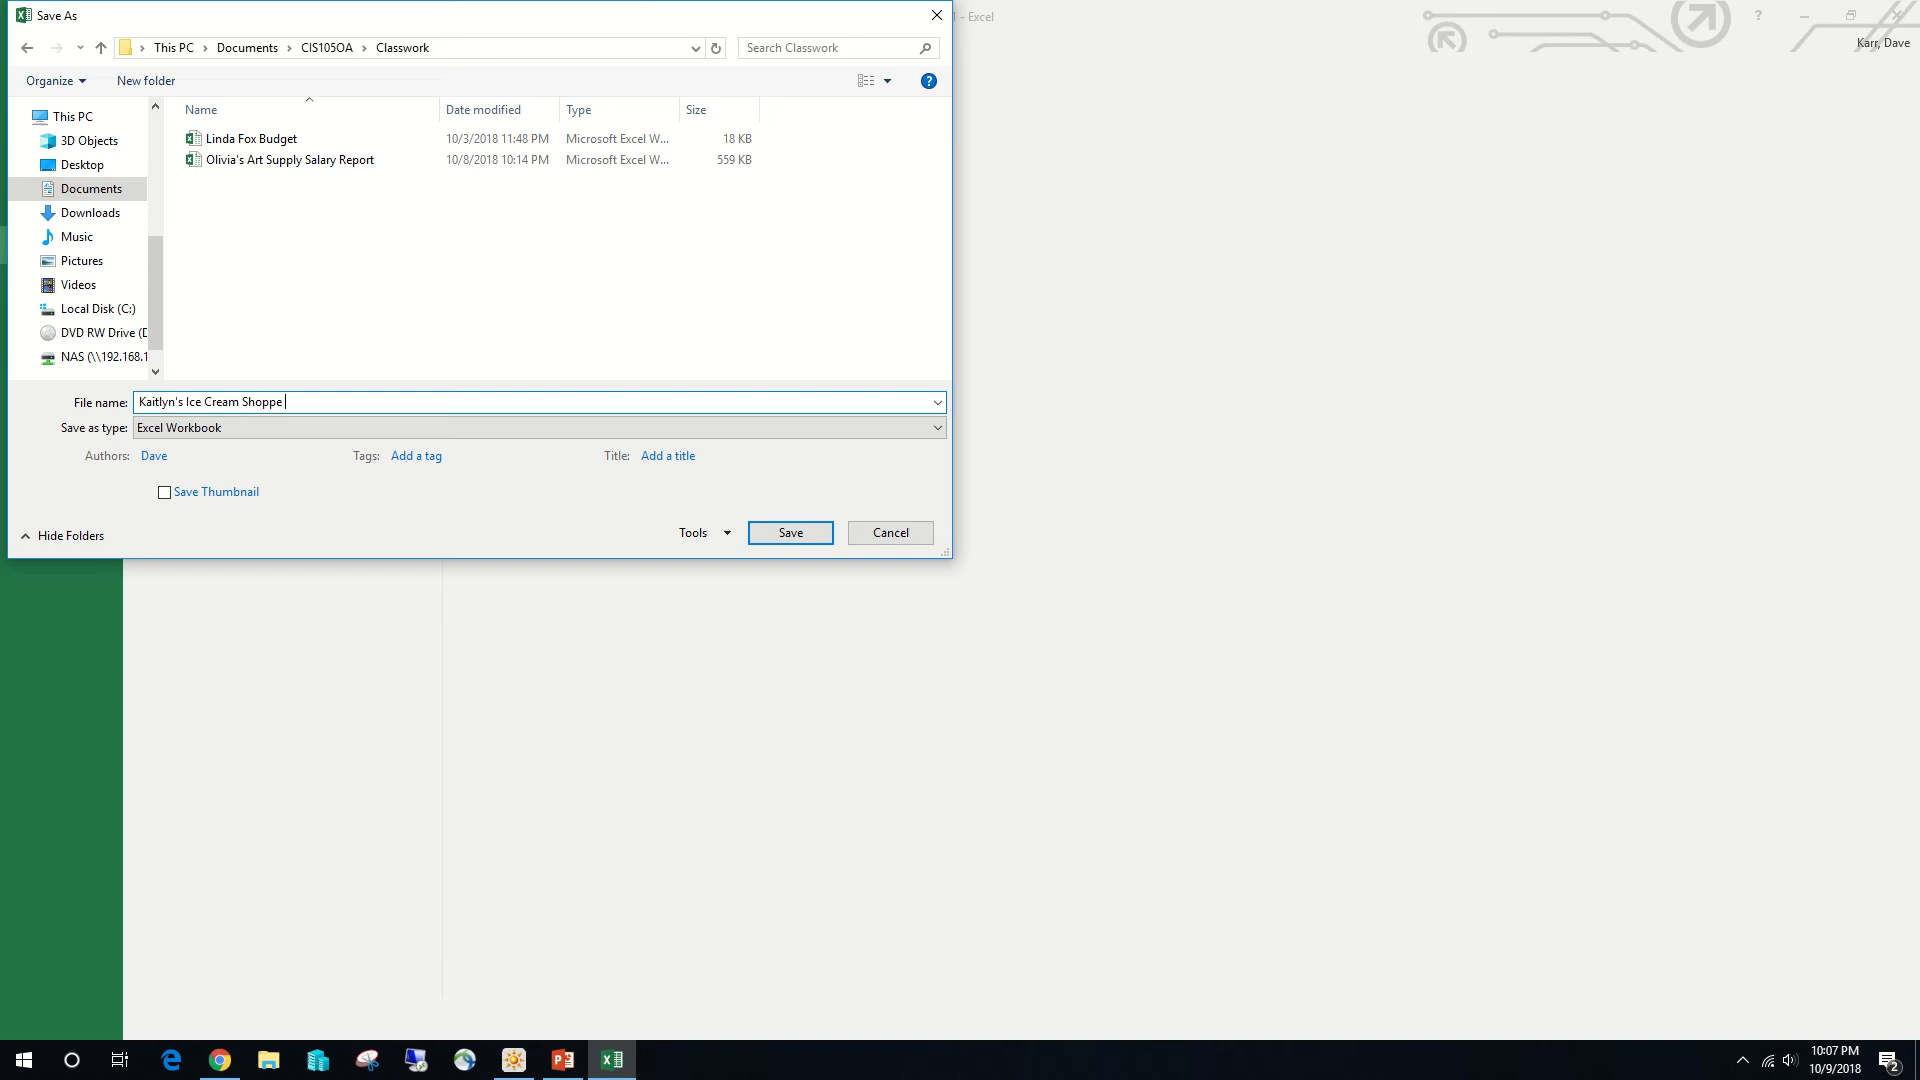 Save As
- Excel
?
Karr, Dave
This PC
Documents
CIS105OA
Classwork
Search Classwork
Organize
New folder
?
This PC
3D Objects
Desktop
Documents
Downloads
Music
Pictures
Videos
Local Disk (C:)
DVD RW Drive (D
NAS (\\192.168.1
Name
Date modified
Type
Size
Linda Fox Budget
10/3/2018 11:48 PM
Microsoft Excel W...
18 KB
Olivia's Art Supply Salary Report
10/8/2018 10:14 PM
Microsoft Excel W...
559 KB
File name:
Kaitlyn's Ice Cream Shoppe
Save as type:
Excel Workbook
Authors:
Dave
Tags:
Add a tag
Title:
Add a title
Save Thumbnail
Hide Folders
Tools
Save
Cancel
10:07 PM
10/9/2018
2